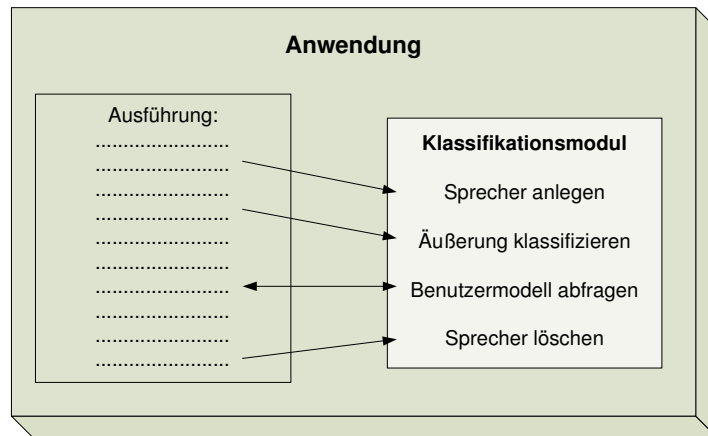 Anwendung
Ausführung:
........................
........................
........................
........................
........................
........................
........................
........................
........................
........................
Klassifikationsmodul
Sprecher anlegen
Äußerung klassifizieren
Benutzermodell abfragen
Sprecher löschen